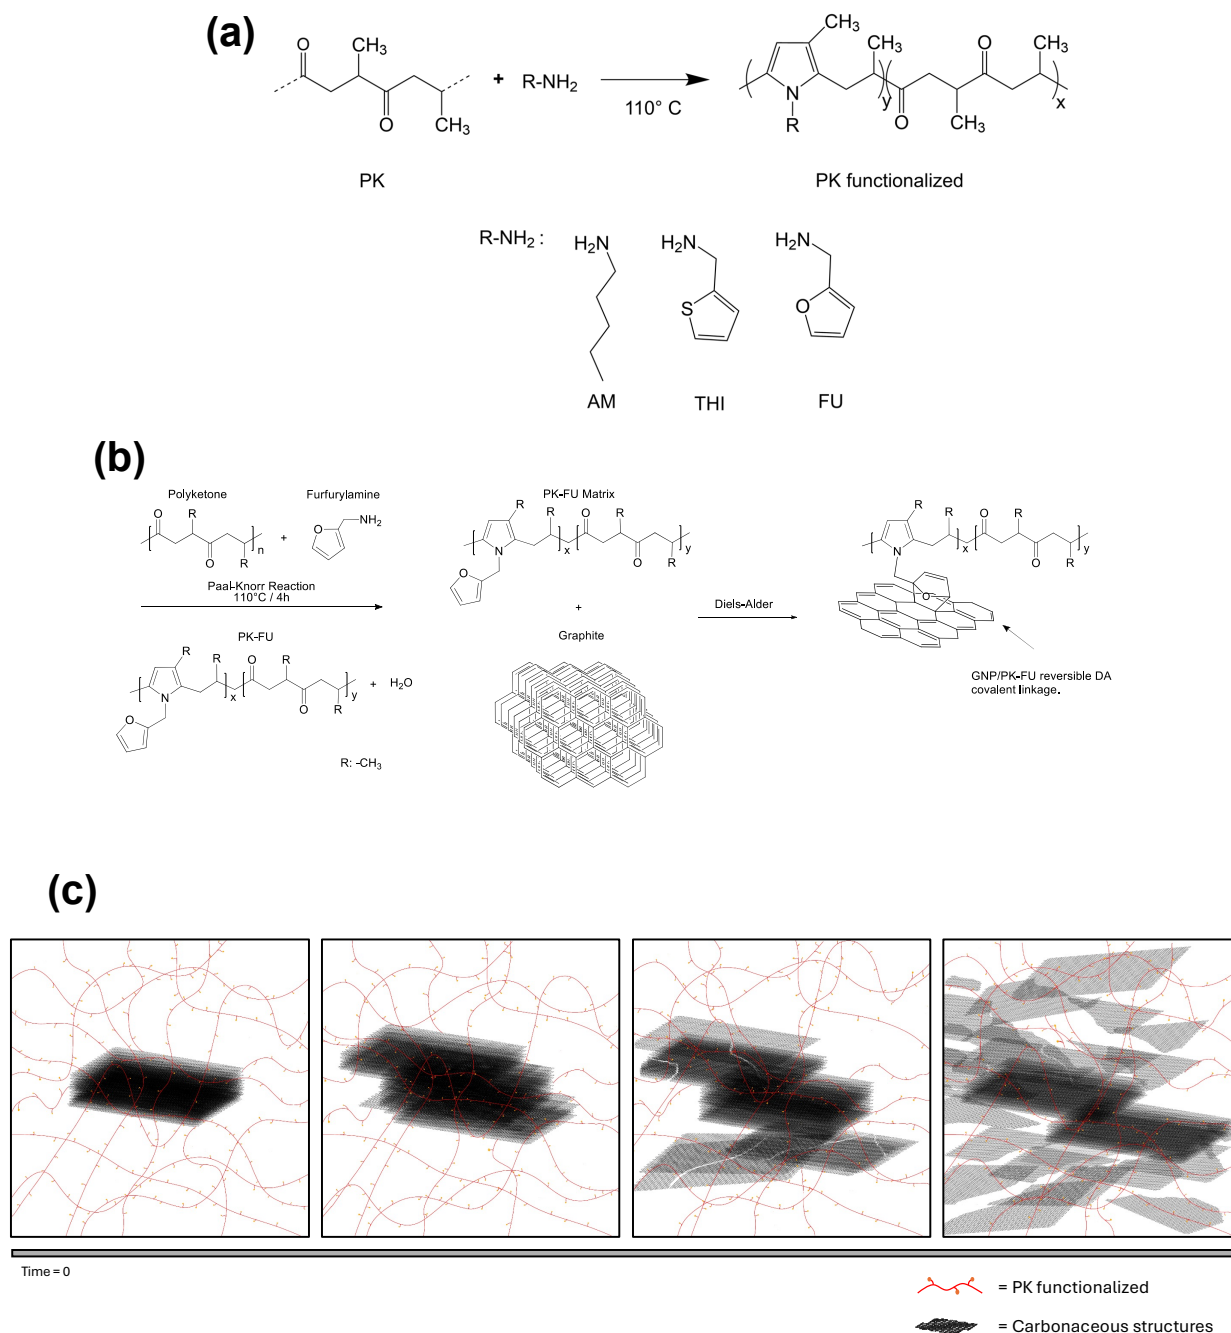 (a)
O
CH3
O
CH3
+
R-NH2
110° C
CH3
CH3
N
R
y
O
O
CH3
CH3
x
PK
PK functionalized
R-NH2 :
H2N
H2N
H2N
S
O
AM
THI
FU
(b)
Polyketone
Furfurylamine
O
R
O
R
n
+
O
NH2
Paal-Knorr Reaction
110°C / 4h
PK-FU
R
R
N
O
x
O
R
O
R
y
+ H2O
R: -CH3
PK-FU Matrix
R
R
N
O
x
O
R
O
R
y
+
Graphite
Diels-Alder
R
R
N
O
x
O
R
O
R
y
GNP/PK-FU reversible DA
covalent linkage.
(c)
Time = 0
= PK functionalized
= Carbonaceous structures